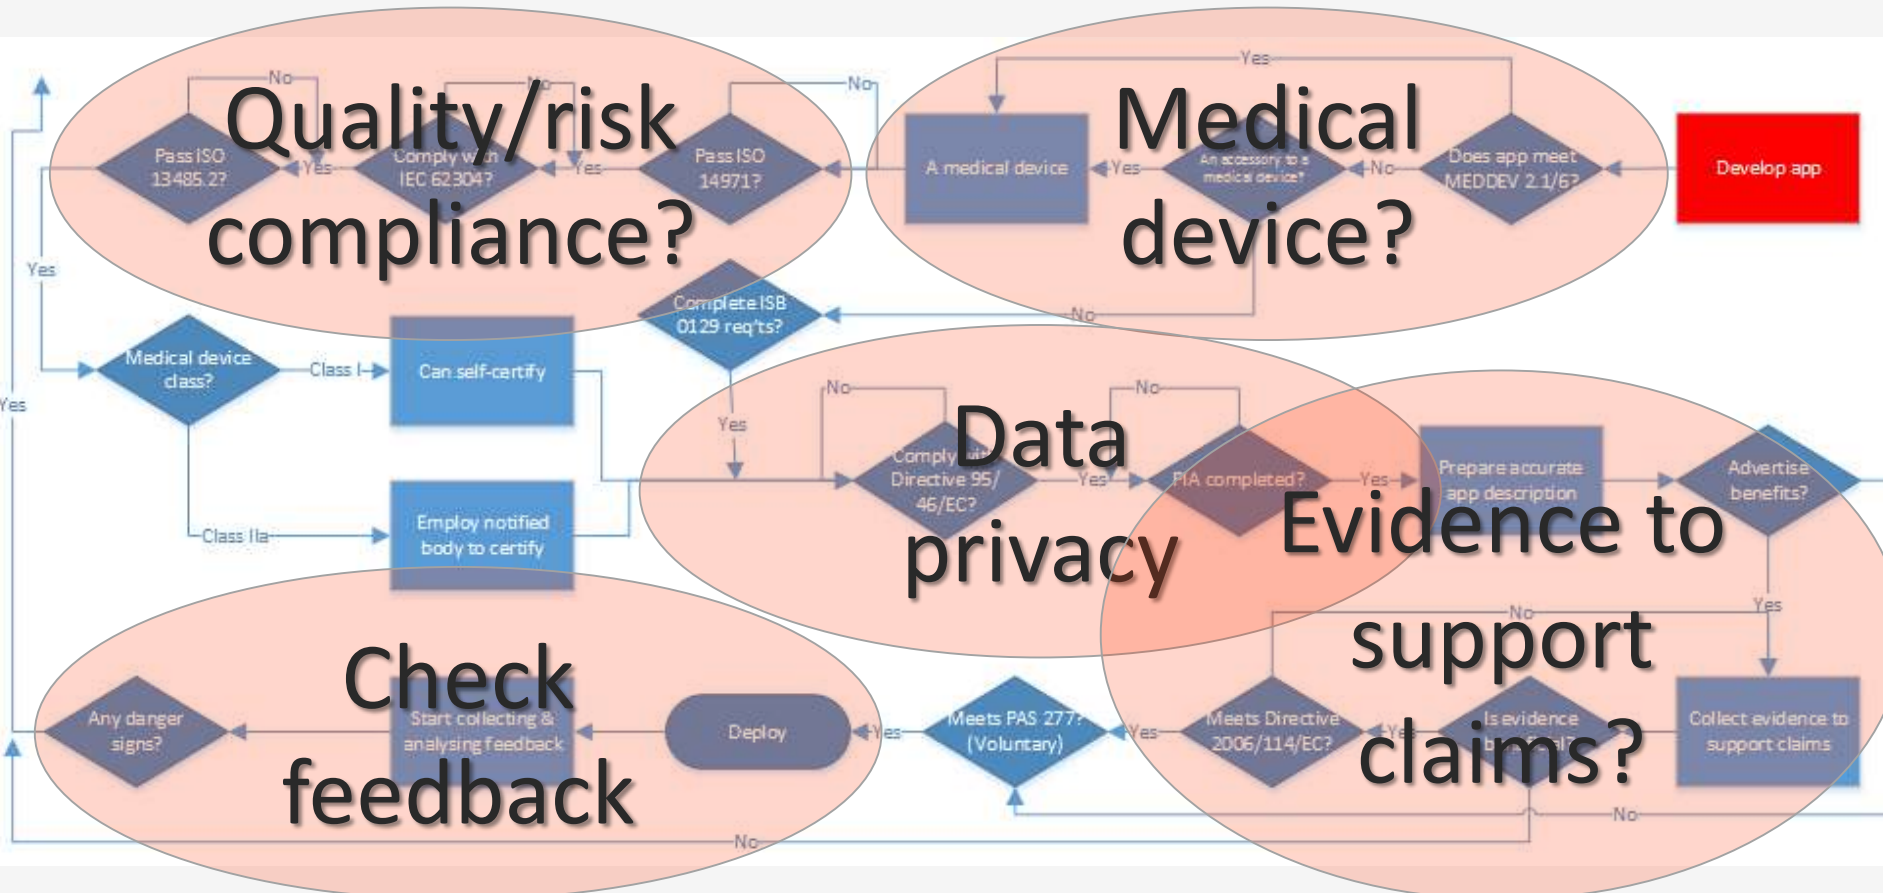 Quality/risk
compliance?
Medical
device?
Data
privacy
Evidence to
support
claims?
Check
feedback
Develop app
Does app meet
MEDDEV 2.1/6?
Yes
No
An accessory to a
medical device?
Yes
No
A medical device
No
Pass ISO
14971?
Yes
No
Comply with
IEC 62304?
Yes
No
Pass ISO
13485.2?
Yes
Yes
Complete ISB
0129 req'ts?
Yes
Medical device
class?
Class I
Can self-certify
Class IIa
Employ notified
body to certify
No
Comply with
Directive 95/
46/EC?
Yes
No
PIA completed?
Yes
Prepare accurate
app description
Advertise
benefits?
Yes
No
Collect evidence to
support claims
Is evidence
No
Yes
Meets Directive
2006/114/EC?
No
Yes
Meets PAS 277?
(Voluntary)
Yes
Deploy
Start collecting &
analysing feedback
Any danger
signs?